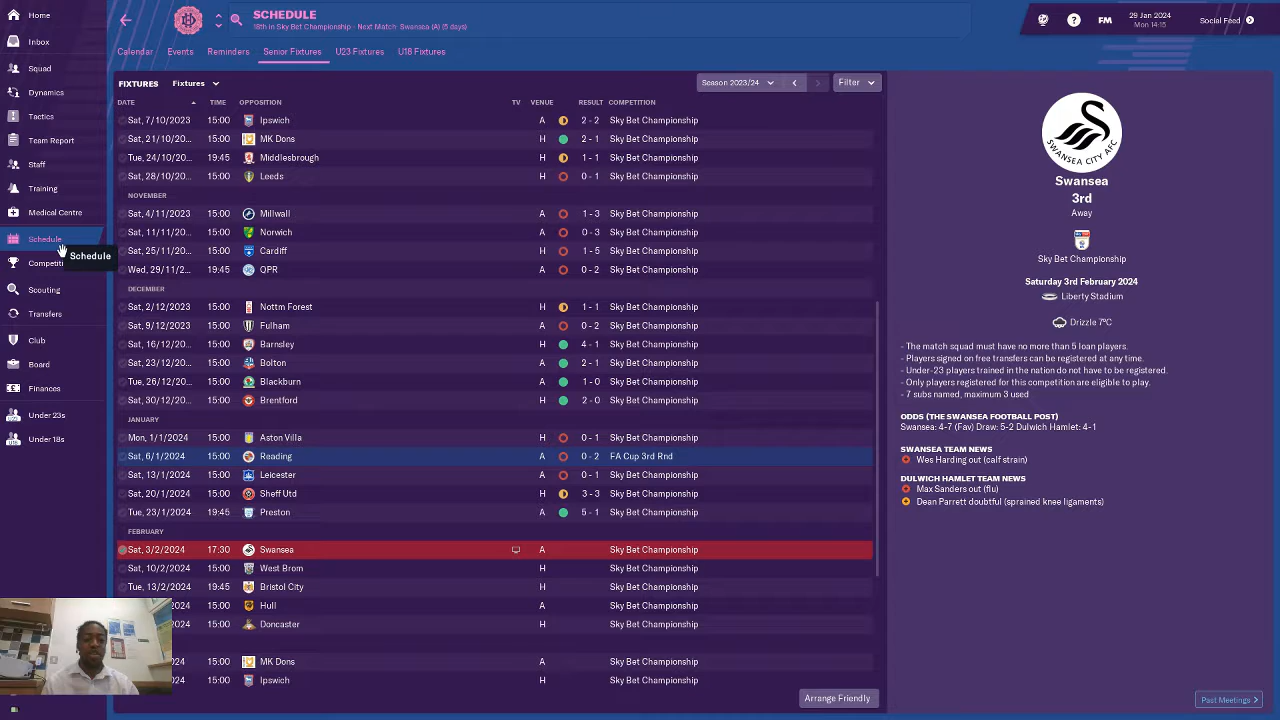 Home
Inbox
Squad
Dynamics
Tactics
Team Report
Staff
Training
Medical Centre
Schedule
Schedule
Scouting
Transfers
Club
Board
Finances
Under 23s
Under 18s
SCHEDULE
18th in Sky Bet Championship - Next Match- Swansea (A) (5 days)
FM
29 Jan 2024
Mon 14:15
Social Feed
Calendar Events Reminders Senior Fixtures U23 Fixtures U18 Fixtures
FIXTURES Fixtures Season 2023/24 Filter
DATE TIME OPPOSITION TV VENUE RESULT COMPETITION
Sat, 7/10/2023 15:00 Ipswich A 2 - 2 Sky Bet Championship
Sat, 21/10/20... 15:00 MK Dons H 2 - 1 Sky Bet Championship
Tue, 24/10/20... 19:45 Middlesbrough A 1 - 1 Sky Bet Championship
Sat, 28/10/20... 15:00 Leeds H 0 - 1 Sky Bet Championship
NOVEMBER
Sat, 4/11/2023 15:00 Millwall A 1 - 3 Sky Bet Championship
Sat, 11/11/20... 15:00 Norwich A 0 - 3 Sky Bet Championship
Sat, 25/11/20... 15:00 Cardiff H 1 - 5 Sky Bet Championship
Wed, 29/11/2... 19:45 QPR A 0 - 2 Sky Bet Championship
DECEMBER
Sat, 2/12/2023 15:00 Nottm Forest H 1 - 1 Sky Bet Championship
Sat, 9/12/2023 15:00 Fulham A 0 - 2 Sky Bet Championship
Sat, 16/12/20... 15:00 Barnsley H 4 - 1 Sky Bet Championship
Sat, 23/12/20... 15:00 Bolton A 2 - 1 Sky Bet Championship
Tue, 26/12/20... 15:00 Blackburn A 1 - 0 Sky Bet Championship
Sat, 30/12/20... 15:00 Brentford H 2 - 0 Sky Bet Championship
JANUARY
Mon, 1/1/2024 15:00 Aston Villa H 0 - 1 Sky Bet Championship
Sat, 6/1/2024 15:00 Reading A 0 - 2 FA Cup 3rd Rnd
Sat, 13/1/2024 15:00 Leicester A 0 - 1 Sky Bet Championship
Sat, 20/1/2024 15:00 Sheff Utd H 3 - 3 Sky Bet Championship
Tue, 23/1/2024 19:45 Preston A 5 - 1 Sky Bet Championship
FEBRUARY
Sat, 3/2/2024 17:30 Swansea A Sky Bet Championship
Sat, 10/2/2024 15:00 West Brom H Sky Bet Championship
Tue, 13/2/2024 19:45 Bristol City H Sky Bet Championship
2024 15:00 Hull A Sky Bet Championship
2024 15:00 Doncaster H Sky Bet Championship
2024 15:00 MK Dons A Sky Bet Championship
2024 15:00 Ipswich H Sky Bet Championship
Arrange Friendly
SWANSEA CITY AFC
Swansea
3rd
Away
Sky Bet Championship
Saturday 3rd February 2024
Liberty Stadium
Drizzle 7°C
- The match squad must have no more than 5 loan players.
- Players signed on free transfers can be registered at any time.
- Under-23 players trained in the nation do not have to be registered.
- Only players registered for this competition are eligible to play.
- 7 subs named, maximum 3 used
ODDS (THE SWANSEA FOOTBALL POST)
Swansea: 4-7 (Fav) Draw: 5-2 Dulwich Hamlet: 4-1
SWANSEA TEAM NEWS
Wes Harding out (calf strain)
DULWICH HAMLET TEAM NEWS
Max Sanders out (flu)
Dean Parrett doubtful (sprained knee ligaments)
Past Meetings